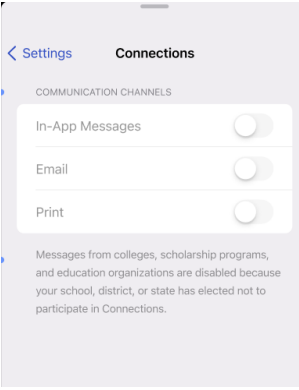 Settings
Connections
COMMUNICATION CHANNELS
In-App Messages
Email
Print
Messages from colleges, scholarship programs,
and education organizations are disabled because
your school, district, or state has elected not to
participate in Connections.